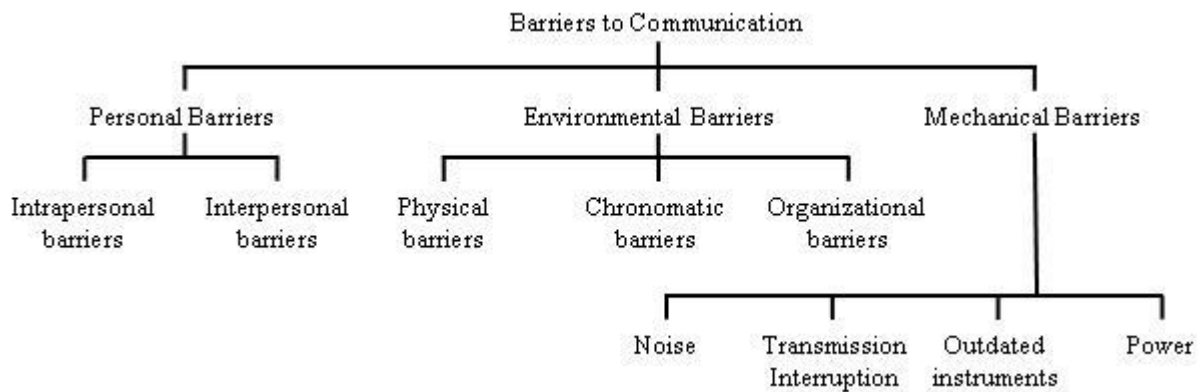 Barriers to Communication
Personal Barriers
Environmental Barriers
Mechanical Barriers
Intrapersonal
barriers
Interpersonal
barriers
Physical
barriers
Chronomatic
barriers
Organizational
barriers
Noise
Transmission
Interruption
Outdated
instruments
Power